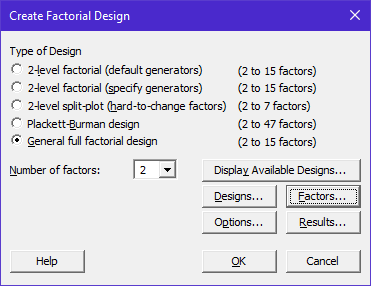 Create Factorial Design
Type of Design
2-level factorial (default generators) (2 to 15 factors)
2-level factorial (specify generators) (2 to 15 factors)
2-level split-plot (hard-to-change factors) (2 to 7 factors)
Plackett-Burman design (2 to 47 factors)
General full factorial design (2 to 15 factors)
Number of factors: 2 Display Available Designs...
Designs... Factors...
Options... Results...
Help OK Cancel